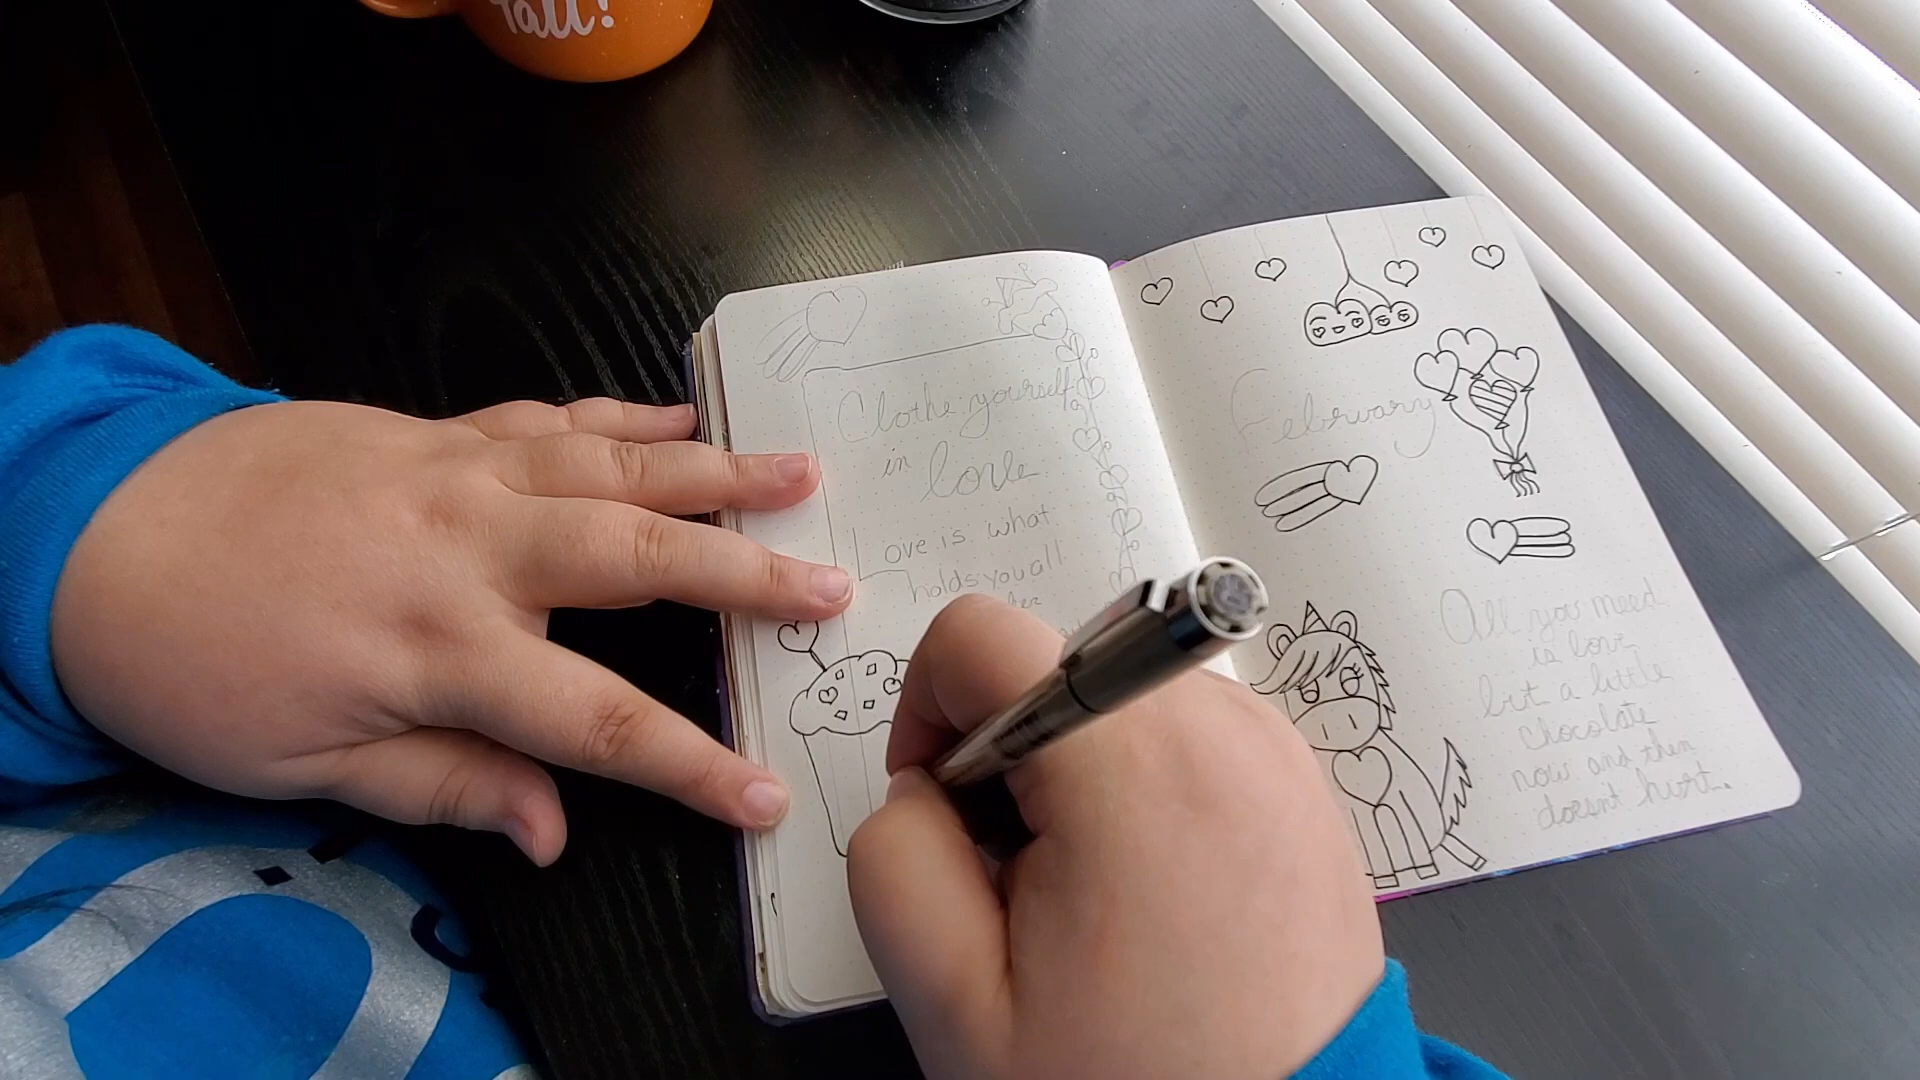 fall!
Clothe yourself
in love
Love is what
holds you all
February
All you need
is love
but a little
chocolate
now and then
doesnt hurt.